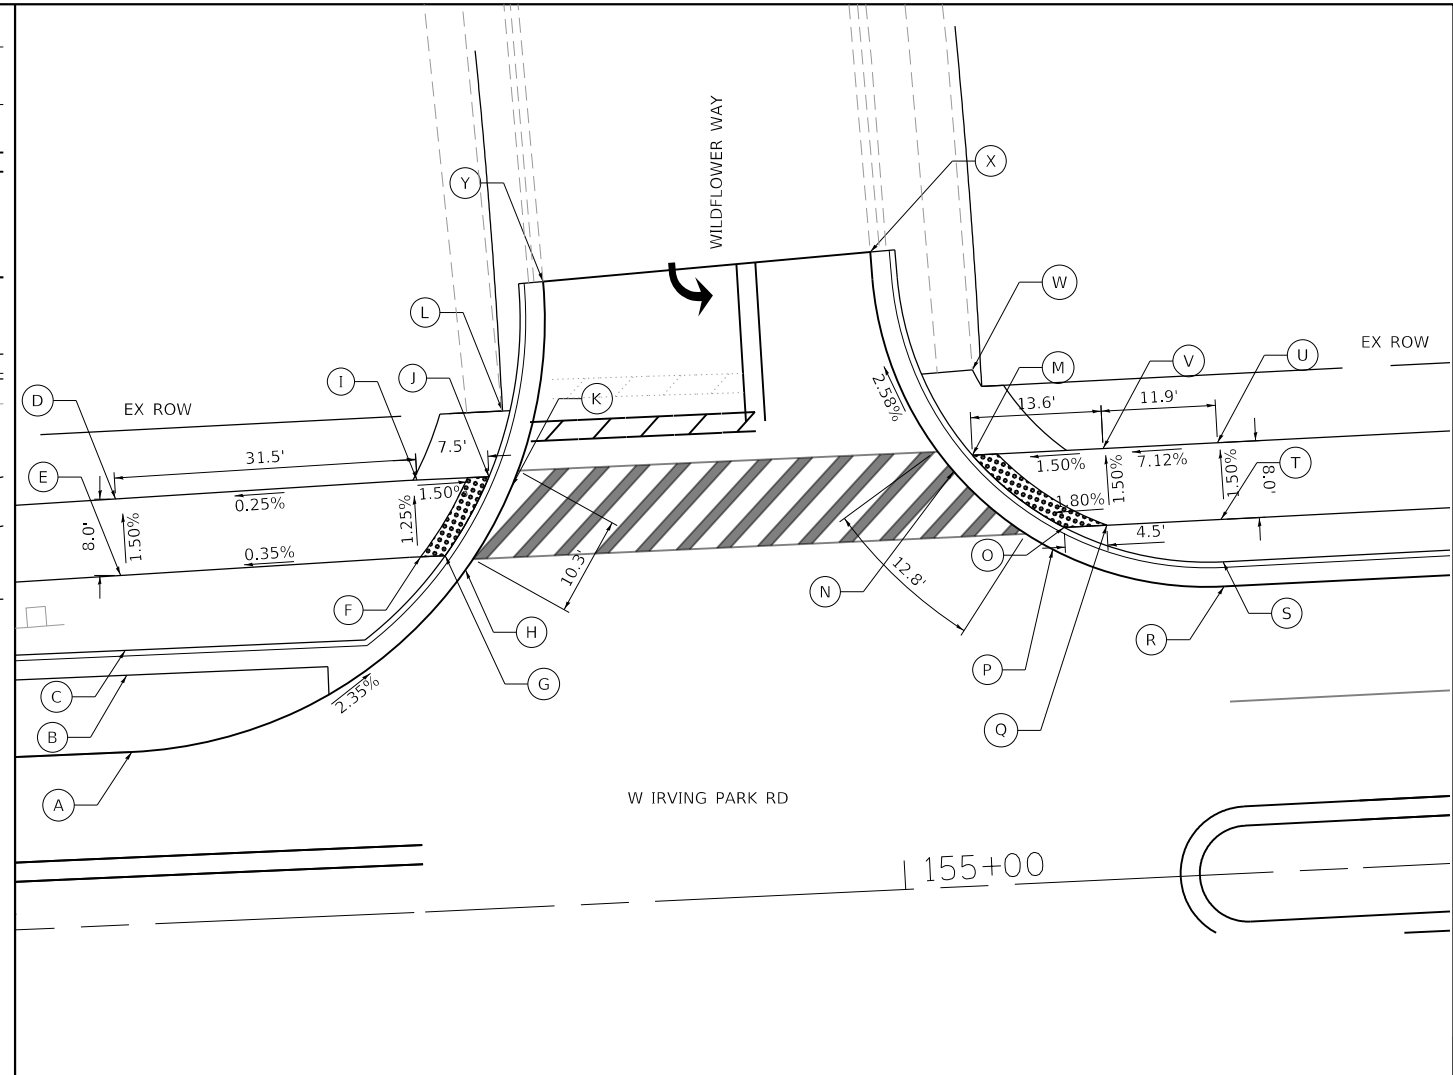 WILDFLOWER WAY
Y
X
L
W
2.58%
EX ROW
I
J
K
M
V
U
D
EX ROW
13.6'
11.9'
7.5'
31.5'
E
1.50%
7.12%
T
0.25%
1.50%
1.50%
1.50%
8.0'
1.25%
1.80%
8.0'
1.50%
0.35%
4.5'
O
10.3'
12.8'
N
F
H
S
R
G
P
C
2.35%
B
Q
A
W IRVING PARK RD
155+00